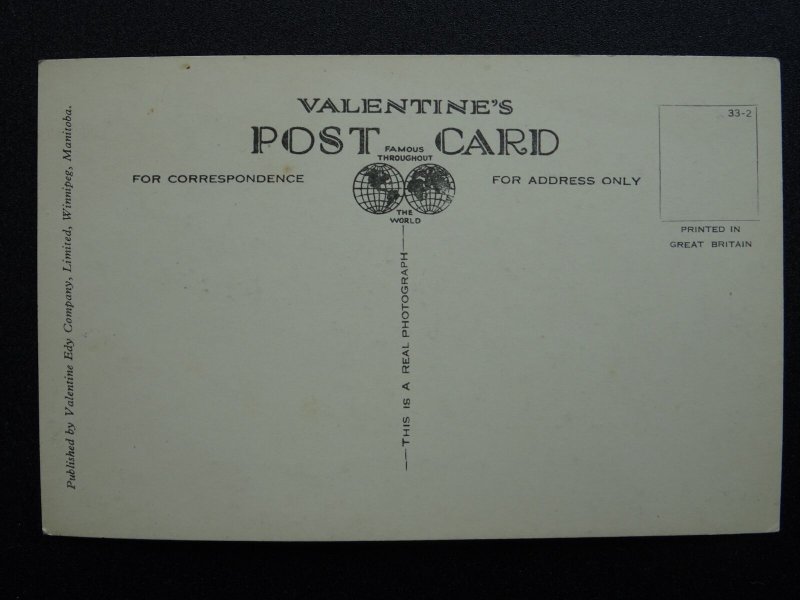 VALENTINE'S
POST CARD
FAMOUS
THROUGHOUT
THE
WORLD
FOR CORRESPONDENCE
FOR ADDRESS ONLY
33-2
PRINTED IN
GREAT BRITAIN
THIS IS A REAL PHOTOGRAPH
Published by Valentine Edy Company, Limited, Winnipeg, Manitoba.